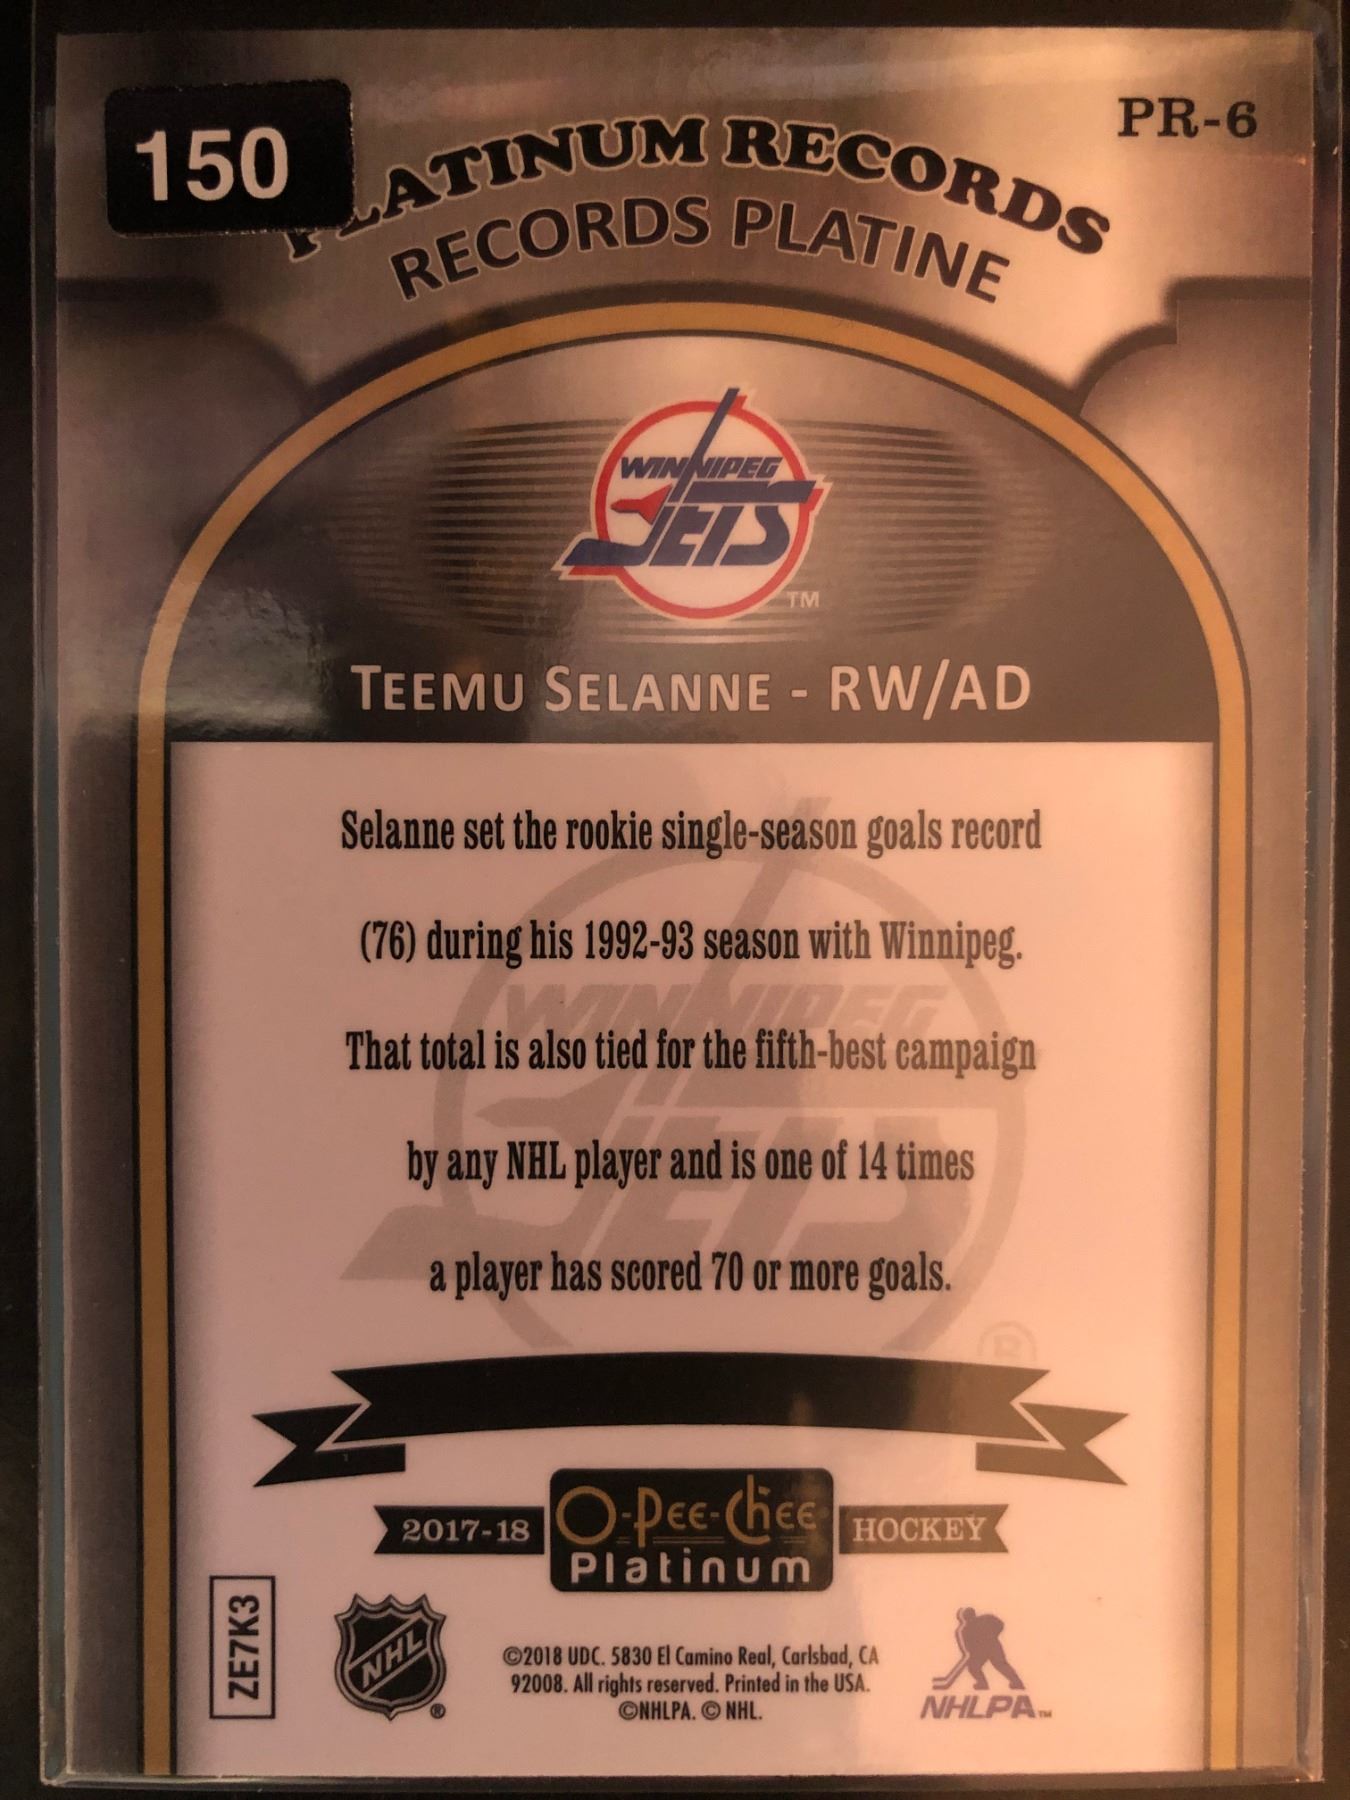 150
PR-6
PLATINUM RECORDS
RECORDS PLATINE
WINNIPEG
JETS
TM
TEEMU SELANNE - RW/AD
Selanne set the rookie single-season goals record
(76) during his 1992-93 season with Winnipeg.
That total is also tied for the fifth-best campaign
by any NHL player and is one of 14 times
a player has scored 70 or more goals.
WINNIPEG
JETS
®
2017-18 O-Pee-Chee HOCKEY
Platinum
ZE7K3
NHL
®
©2018 UDC. 5830 El Camino Real, Carlsbad, CA
92008. All rights reserved. Printed in the USA.
©NHLPA. © NHL.
NHLPA™